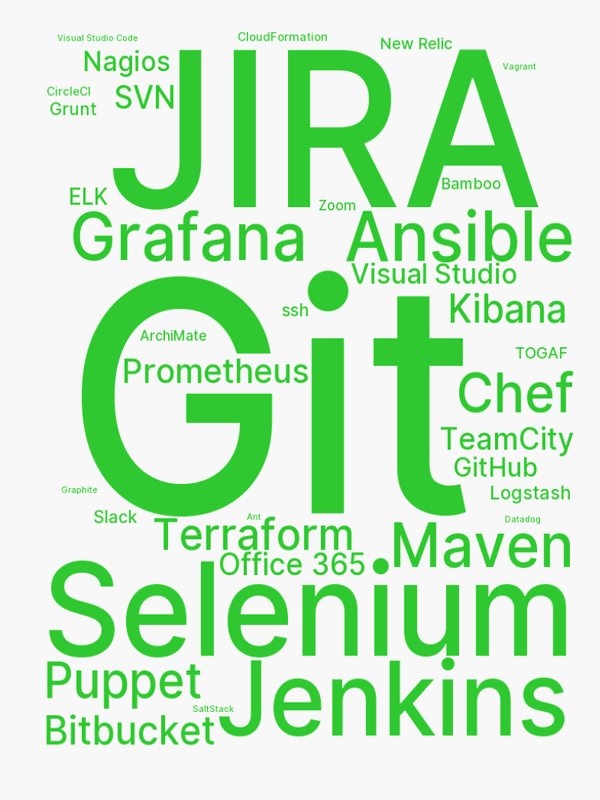 Visual Studio Code
CloudFormation
New Relic
Nagios
Vagrant
CircleCI
SVN
Grunt
JIRA
Bamboo
ELK
Zoom
Grafana
Ansible
Visual Studio
ssh
Kibana
ArchiMate
TOGAF
Prometheus
Git
Chef
TeamCity
GitHub
Graphite
Logstash
Slack
Ant
Datadog
Terraform
Maven
Office 365
Selenium
Puppet
Jenkins
SaltStack
Bitbucket